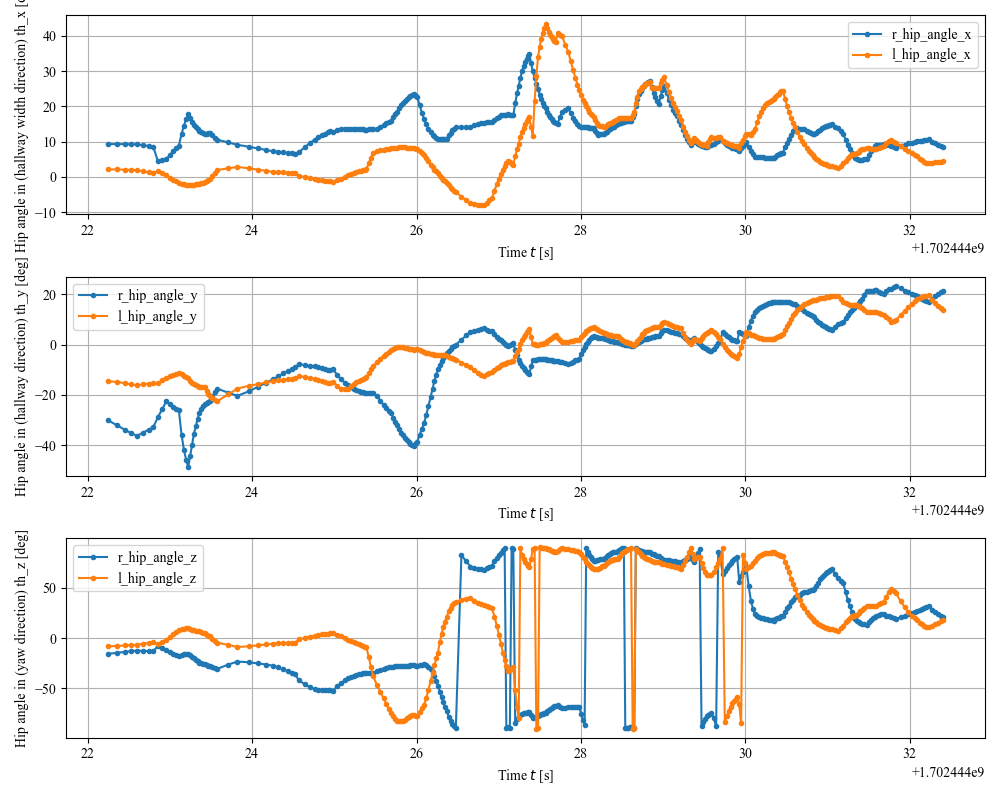 Hip angle in (hallway width direction) th_x [d
40
30
20
10
0
−10
r_hip_angle_x
l_hip_angle_x
22
24
26
28
30
32
Time t [s]
+1.702444e9
Hip angle in (hallway direction) th_y [deg]
20
0
−20
−40
r_hip_angle_y
l_hip_angle_y
22
24
26
28
30
32
Time t [s]
+1.702444e9
Hip angle in (yaw direction) th_z [deg]
50
0
−50
r_hip_angle_z
l_hip_angle_z
22
24
26
28
30
32
Time t [s]
+1.702444e9